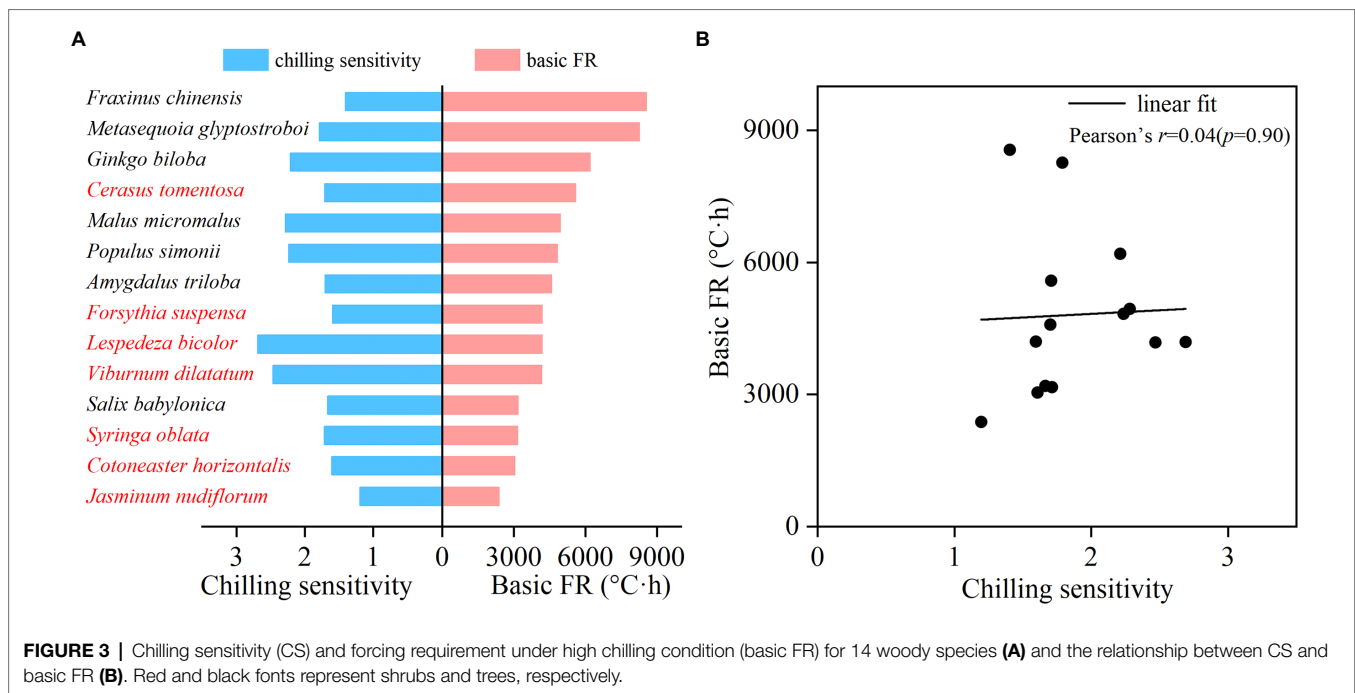 A
B
chilling sensitivity
basic FR
Fraxinus chinensis
Metasequoia glyptostroboi
Ginkgo biloba
Cerasus tomentosa
Malus micromalus
Populus simonii
Amygdalus triloba
Forsythia suspensa
Lespedeza bicolor
Viburnum dilatatum
Salix babylonica
Syringa oblata
Cotoneaster horizontalis
Jasminum nudiflorum
3 2 1 0 3000 6000 9000
Chilling sensitivity
Basic FR (°C·h)
linear fit
Pearson's r=0.04(p=0.90)
9000
6000
3000
0
Basic FR (°C·h)
0 1 2 3
Chilling sensitivity
FIGURE 3 | Chilling sensitivity (CS) and forcing requirement under high chilling condition (basic FR) for 14 woody species (A) and the relationship between CS and
basic FR (B). Red and black fonts represent shrubs and trees, respectively.